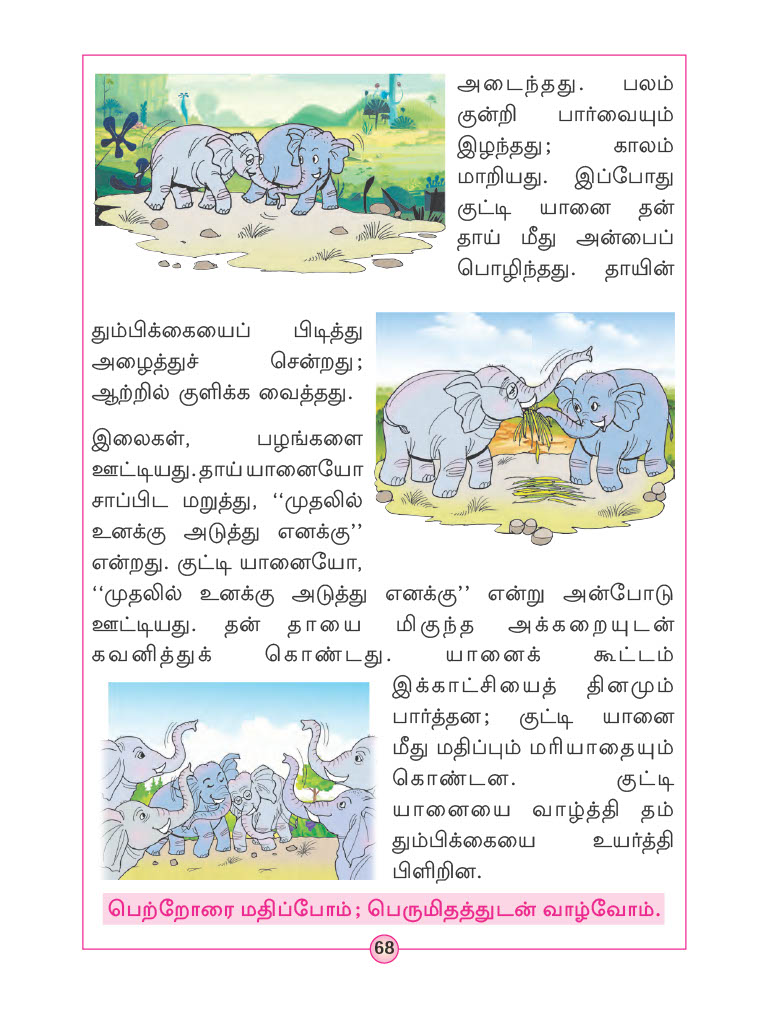 அடைந்தது. பலம்
குன்றி பார்வையும்
இழந்தது; காலம்
மாறியது. இப்போது
குட்டி யானை தன்
தாய் மீது அன்பைப்
பொழிந்தது. தாயின்
தும்பிக்கையைப் பிடித்து
அழைத்துச் சென்றது;
ஆற்றில் குளிக்க வைத்தது.
இலைகள், பழங்களை
ஊட்டியது. தாய் யானையோ
சாப்பிட மறுத்து, ‘‘முதலில்
உனக்கு அடுத்து எனக்கு’’
என்றது. குட்டி யானையோ,
‘‘முதலில் உனக்கு அடுத்து எனக்கு’’ என்று அன்போடு
ஊட்டியது. தன் தாயை மிகுந்த அக்கறையுடன்
கவனித்துக் கொண்டது. யானைக் கூட்டம்
இக்காட்சியைத் தினமும்
பார்த்தன; குட்டி யானை
மீது மதிப்பும் மரியாதையும்
கொண்டன. குட்டி
யானையை வாழ்த்தி தம்
தும்பிக்கையை உயர்த்தி
பிளிறின.
பெற்றோரை மதிப்போம்; பெருமிதத்துடன் வாழ்வோம்.
68